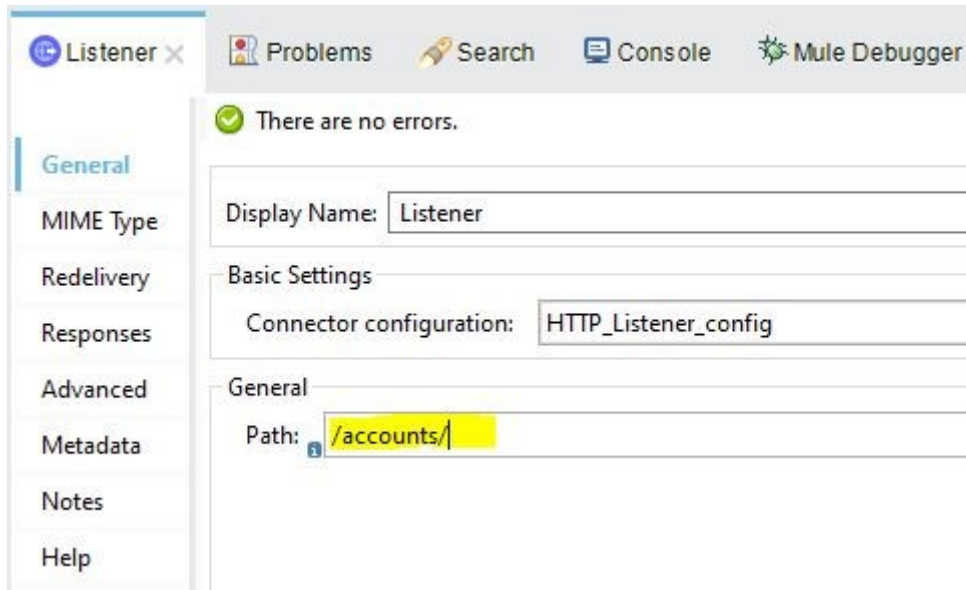 Listener Problems Search Console Mule Debugger
There are no errors.
General
MIME Type
Redelivery
Responses
Advanced
Metadata
Notes
Help
Display Name: Listener
Basic Settings
Connector configuration: HTTP_Listener_config
General
Path: /accounts/